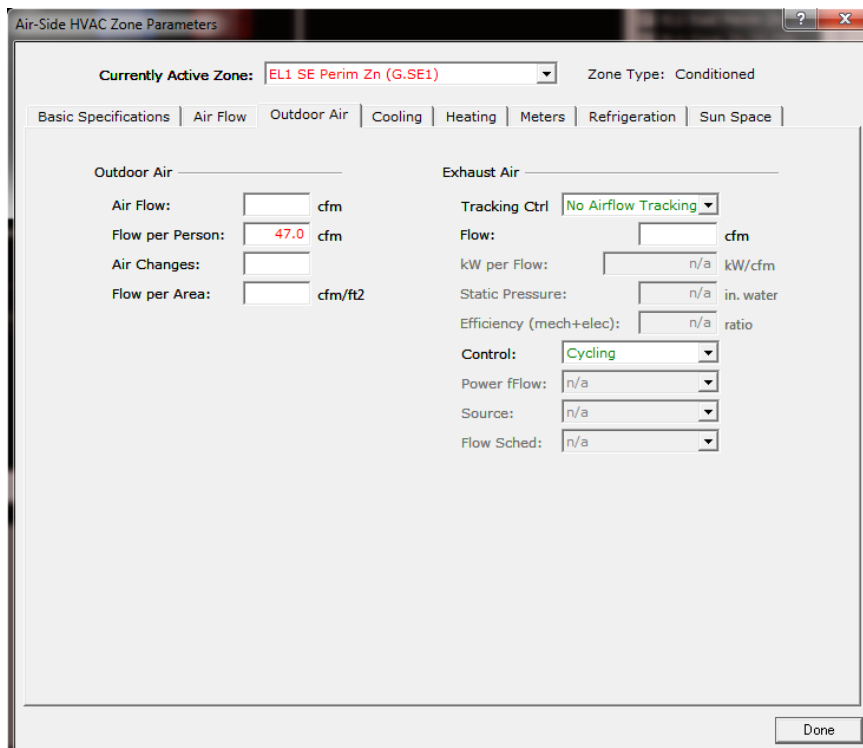 Air-Side HVAC Zone Parameters
? X
Currently Active Zone: EL1 SE Perim Zn (G.SE1) Zone Type: Conditioned
Basic Specifications Air Flow Outdoor Air Cooling Heating Meters Refrigeration Sun Space
Outdoor Air
Air Flow: cfm
Flow per Person: 47.0 cfm
Air Changes:
Flow per Area: cfm/ft2
Exhaust Air
Tracking Ctrl No Airflow Tracking
Flow: cfm
kW per Flow: n/a kW/cfm
Static Pressure: n/a in. water
Efficiency (mech+elec): n/a ratio
Control: Cycling
Power fFlow: n/a
Source: n/a
Flow Sched: n/a
Done